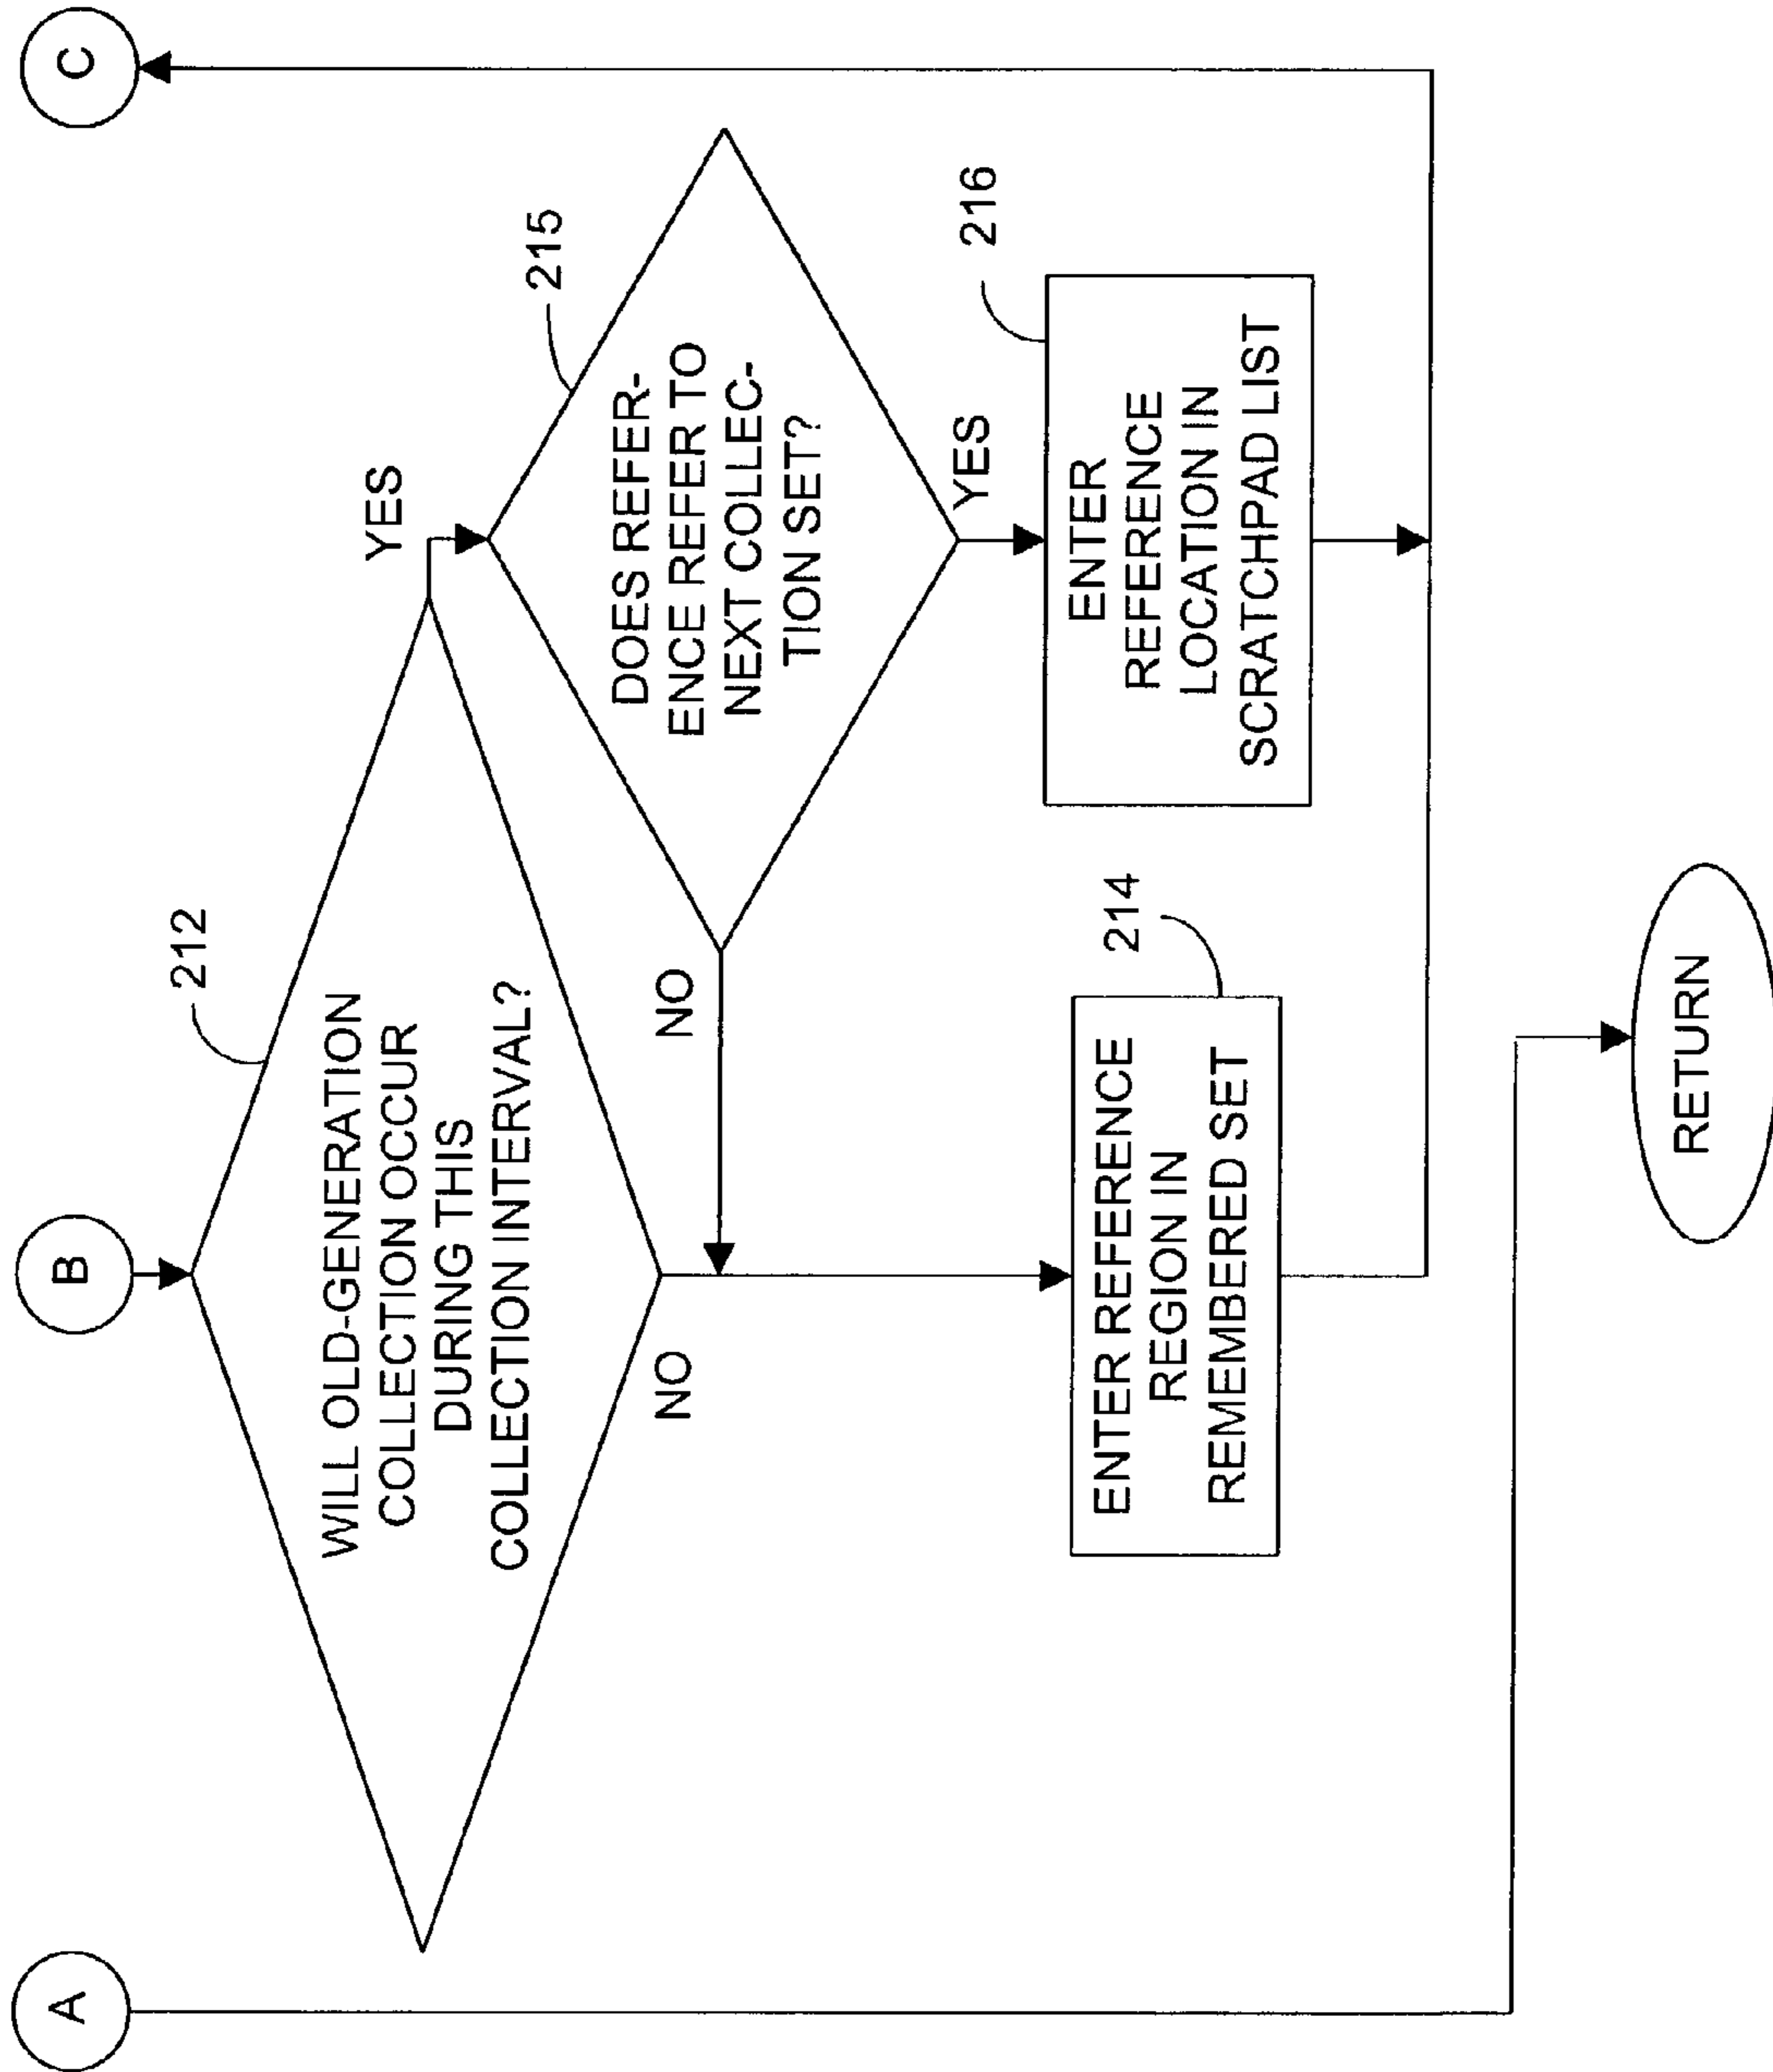 A
B
C
212
WILL OLD-GENERATION
COLLECTION OCCUR
DURING THIS
COLLECTION INTERVAL?
YES
NO
215
DOES REFER-
ENCE REFER TO
NEXT COLLEC-
TION SET?
NO
YES
214
ENTER REFERENCE
REGION IN
REMEMBERED SET
216
ENTER
REFERENCE
LOCATION IN
SCRATCHPAD LIST
RETURN